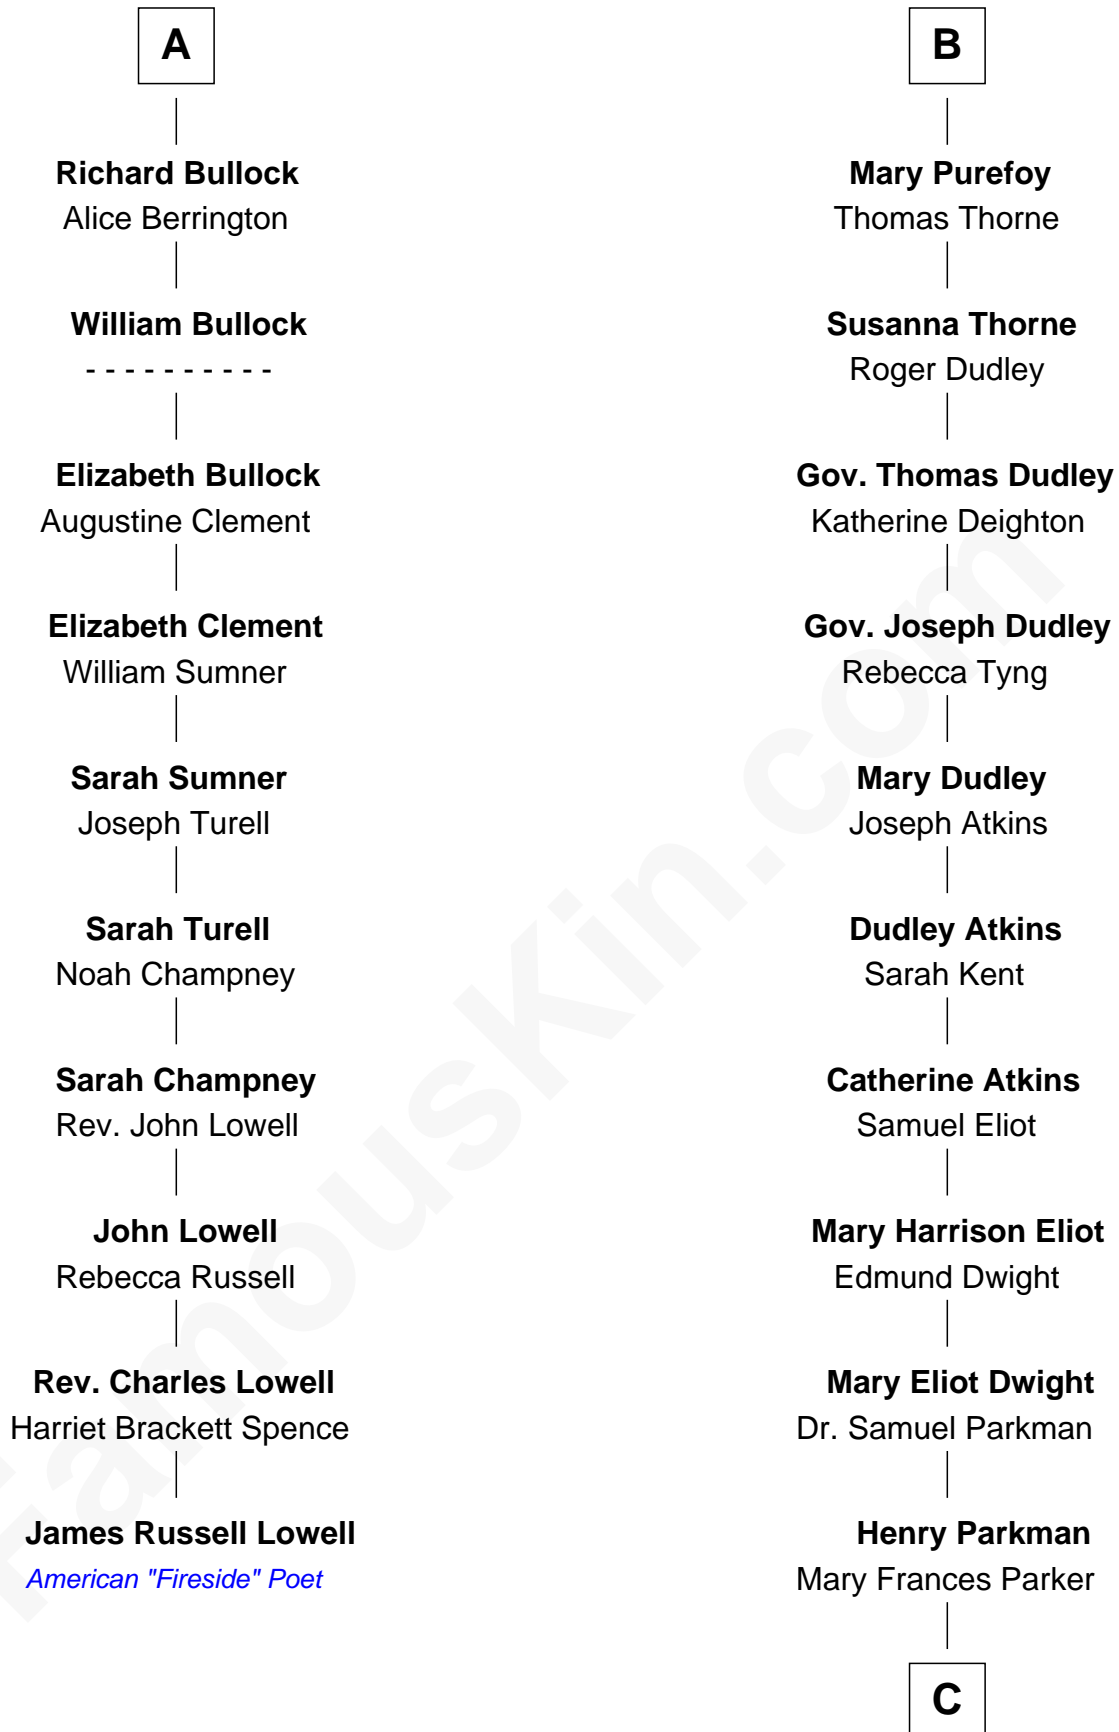 A
Richard Bullock
Alice Berrington
William Bullock
- - - - - - - - - -
Elizabeth Bullock
Augustine Clement
Elizabeth Clement
William Sumner
Sarah Sumner
Joseph Turell
Sarah Turell
Noah Champney
Sarah Champney
Rev. John Lowell
John Lowell
Rebecca Russell
Rev. Charles Lowell
Harriet Brackett Spence
James Russell Lowell
American "Fireside" Poet
B
Mary Purefoy
Thomas Thorne
Susanna Thorne
Roger Dudley
Gov. Thomas Dudley
Katherine Deighton
Gov. Joseph Dudley
Rebecca Tyng
Mary Dudley
Joseph Atkins
Dudley Atkins
Sarah Kent
Catherine Atkins
Samuel Eliot
Mary Harrison Eliot
Edmund Dwight
Mary Eliot Dwight
Dr. Samuel Parkman
Henry Parkman
Mary Frances Parker
C
FamousKin.com